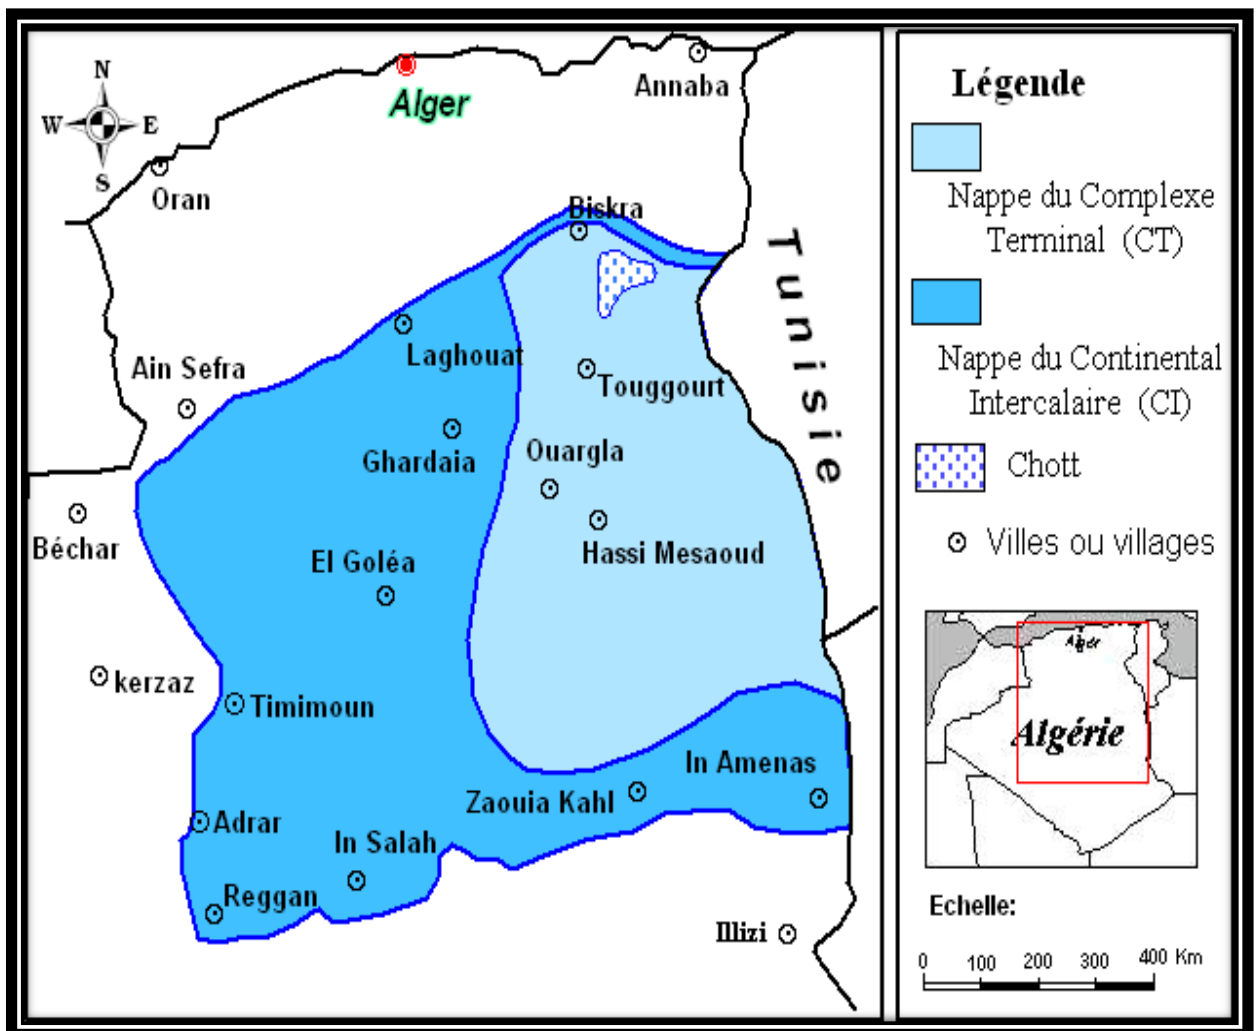 N
W E
S
Alger
Annaba
Oran
Biskra
Tunisie
Laghouat
Ain Sefra
Touggourt
Ghardaia
Ouargla
Béchar
Hassi Mesaoud
El Goléa
kerzaz
Timimoun
In Amenas
Zaouia Kahl
Adrar
In Salah
Reggan
Illizi
Légende
Nappe du Complexe
Terminal (CT)
Nappe du Continental
Intercalaire (CI)
Chott
Villes ou villages
Alger
Algérie
Echelle:
0 100 200 300 400 Km